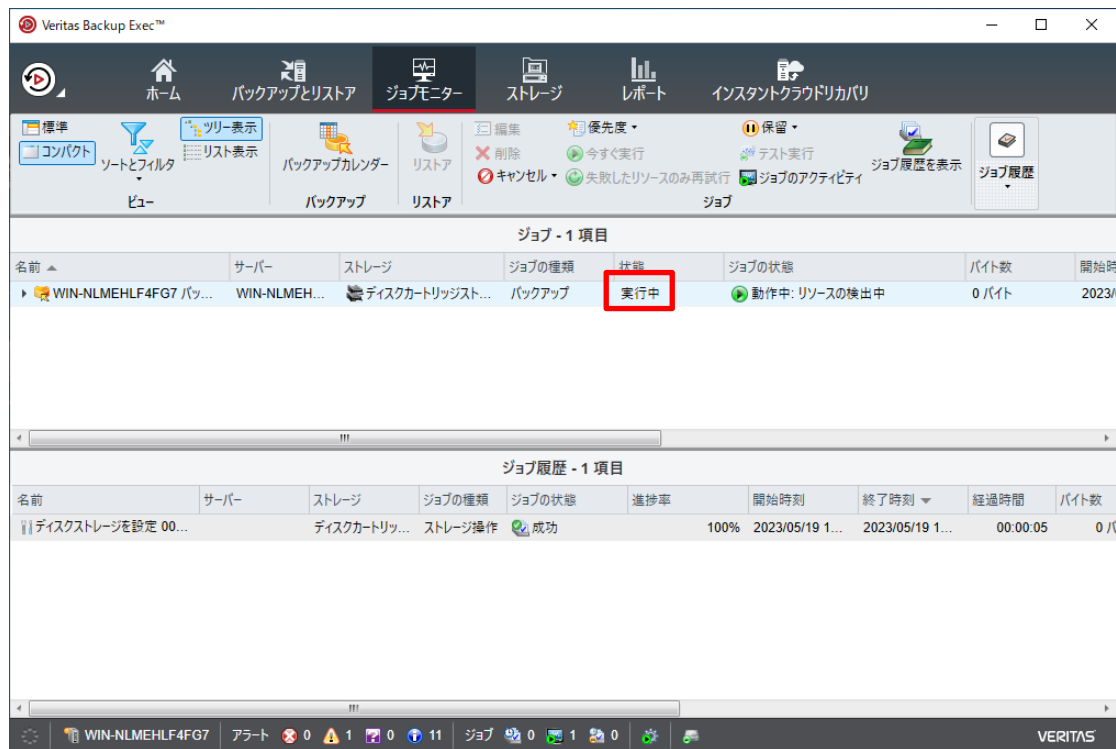 Veritas Backup Exec™
ホーム バックアップとリストア ジョブモニター ストレージ レポート インスタントクラウドリカバリ
標準 ツリー表示 編集 優先度 保留
コンパクト ソートとフィルタ リスト表示 バックアップカレンダー リストア 削除 今すぐ実行 テスト実行 ジョブ履歴を表示 ジョブ履歴
キャンセル 失敗したリソースのみ再試行 ジョブのアクティビティ
ビュー バックアップ リストア ジョブ
ジョブ - 1 項目
名前 サーバー ストレージ ジョブの種類 状態 ジョブの状態 バイト数 開始時
WIN-NLMEHLF4FG7 バッ... WIN-NLMEH... ディスクカートリッジスト... バックアップ 実行中 動作中: リソースの検出中 0 バイト 2023/
ジョブ履歴 - 1 項目
名前 サーバー ストレージ ジョブの種類 ジョブの状態 進捗率 開始時刻 終了時刻 経過時間 バイト数
ディスクストレージを設定 00... ディスクカートリッ... ストレージ操作 成功 100% 2023/05/19 1... 2023/05/19 1... 00:00:05 0 バ
WIN-NLMEHLF4FG7 アラート 0 1 0 11 ジョブ 0 1 0 VERITAS